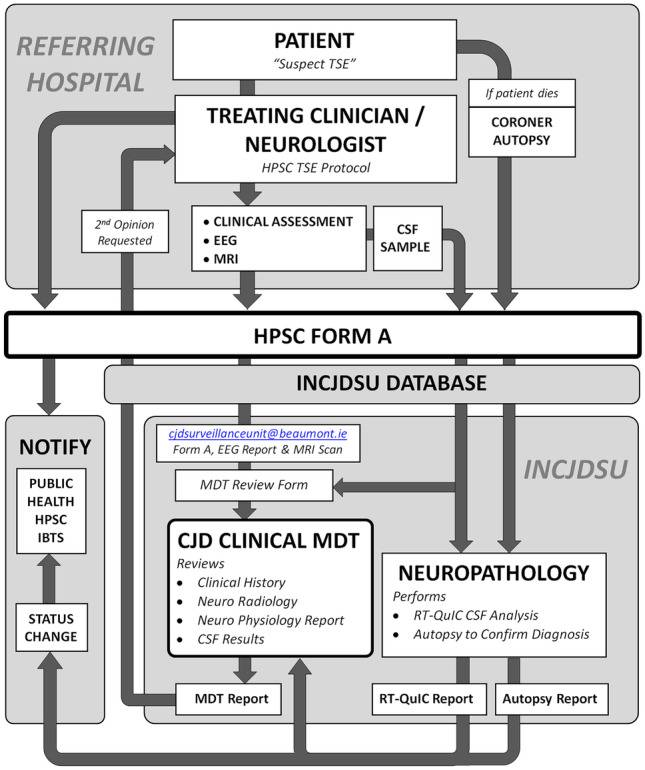 REFERRING
HOSPITAL
PATIENT
“Suspect TSE”
If patient dies
CORONER
AUTOPSY
TREATING CLINICIAN /
NEUROLOGIST
HPSC TSE Protocol
2nd Opinion
Requested
• CLINICAL ASSESSMENT
• EEG
• MRI
CSF
SAMPLE
HPSC FORM A
INCJDSU DATABASE
NOTIFY
PUBLIC
HEALTH
HPSC
IBTS
STATUS
CHANGE
INCJDSU
cjdsurveillanceunit@beaumont.ie
Form A, EEG Report & MRI Scan
MDT Review Form
CJD CLINICAL MDT
Reviews
• Clinical History
• Neuro Radiology
• Neuro Physiology Report
• CSF Results
NEUROPATHOLOGY
Performs
• RT-QuIC CSF Analysis
• Autopsy to Confirm Diagnosis
MDT Report
RT-QuIC Report
Autopsy Report